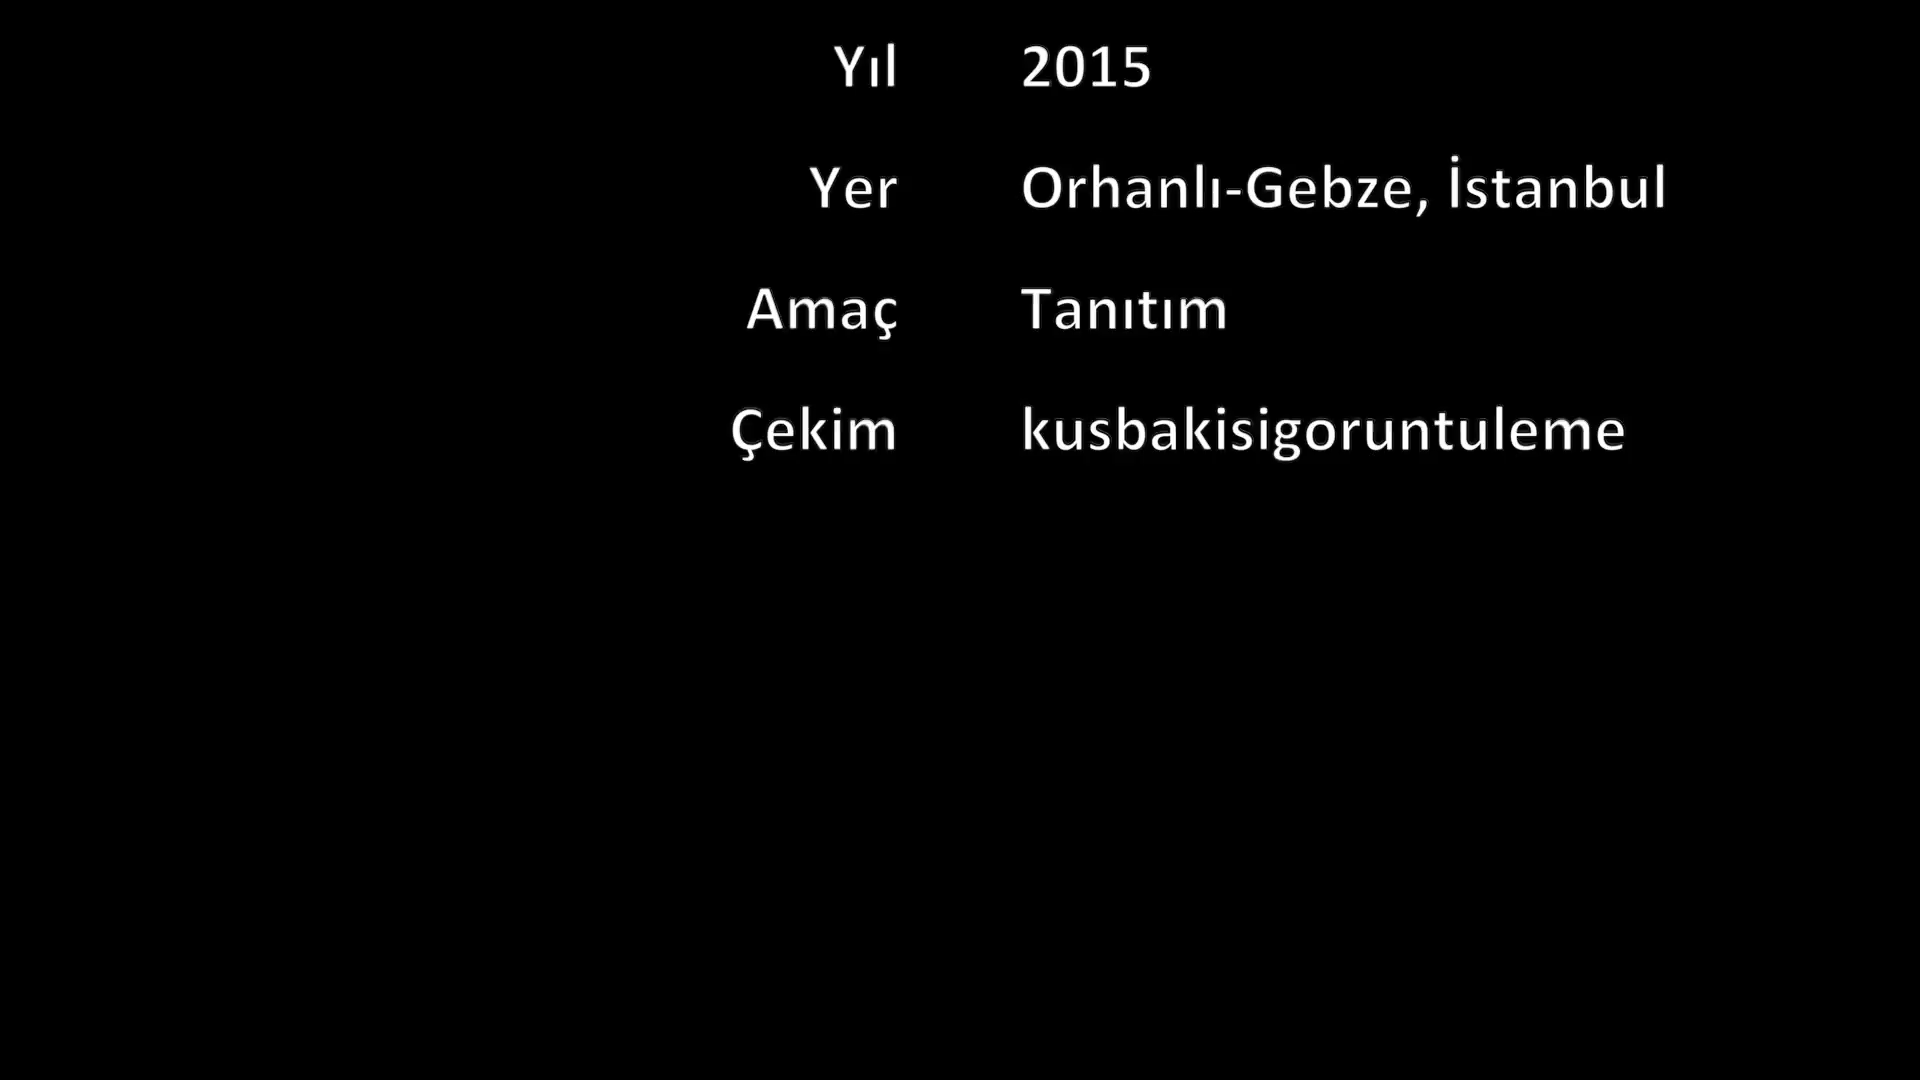 Yıl 2015
Yer Orhanlı-Gebze, İstanbul
Amaç Tanıtım
Çekim kusbakisigoruntuleme